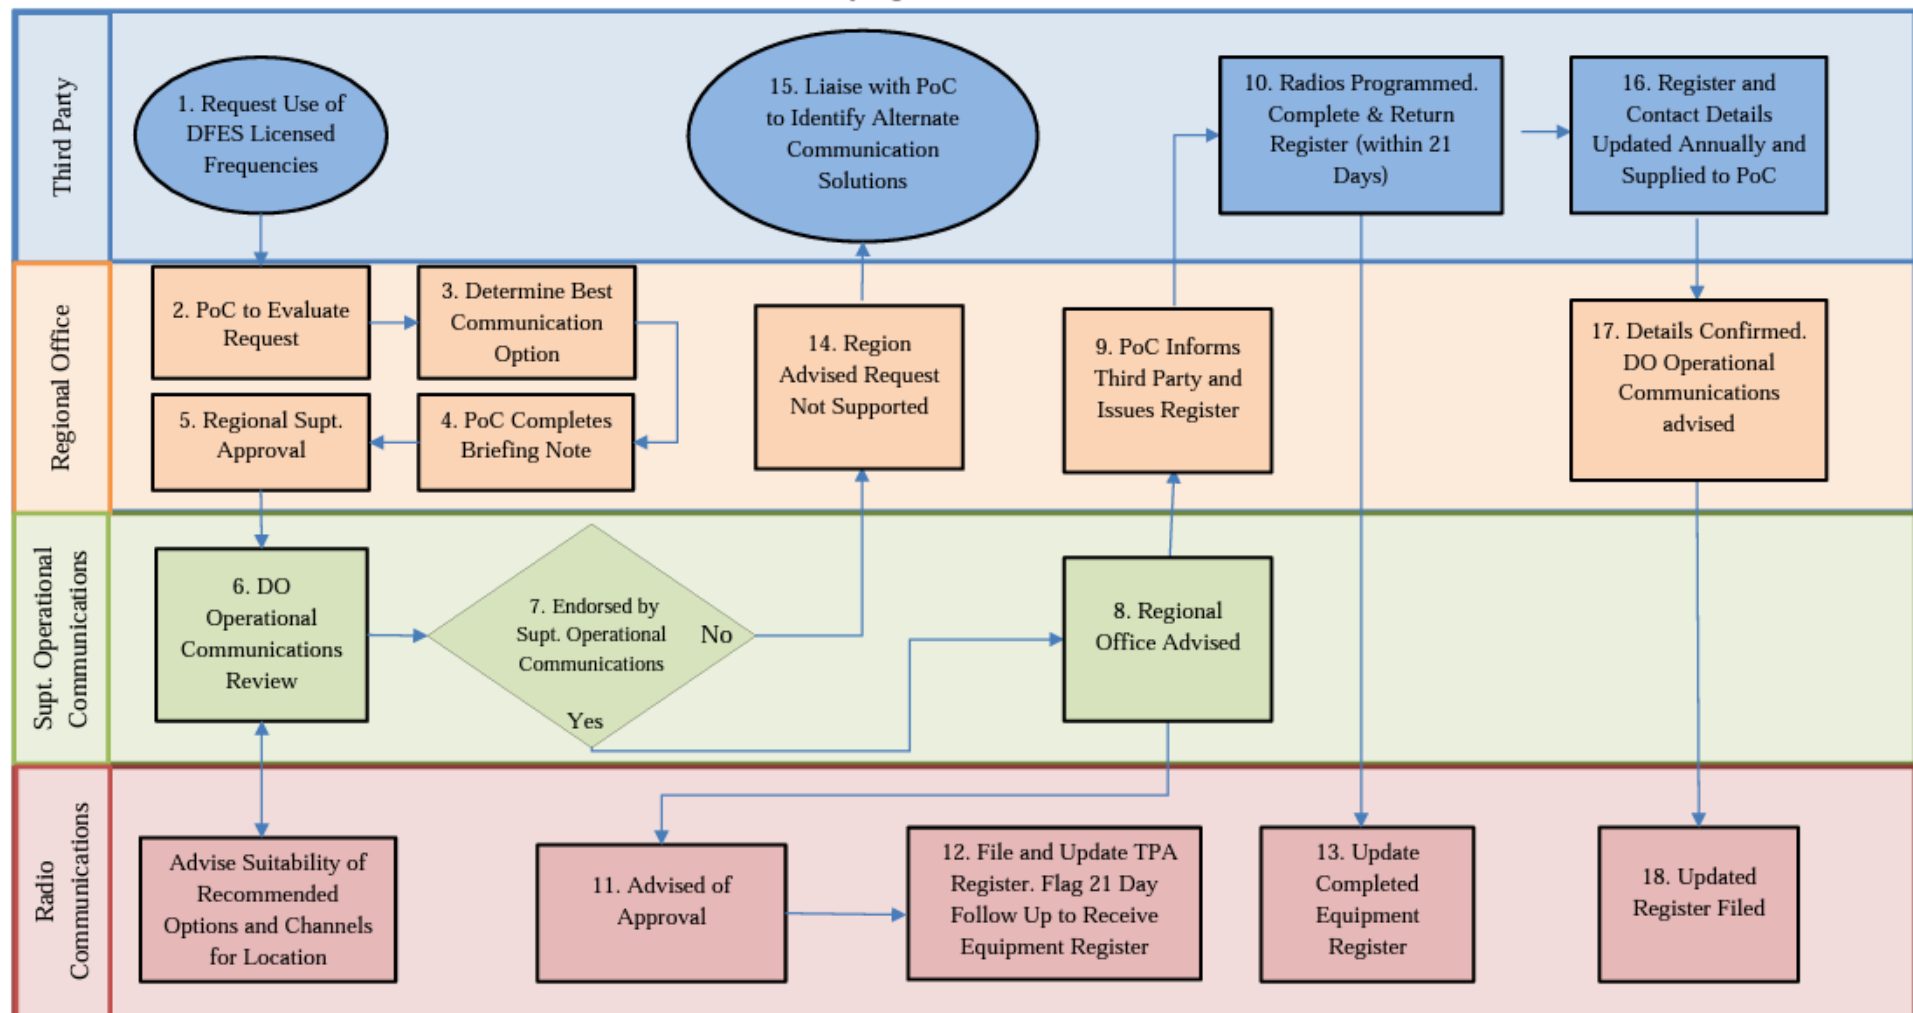 Third Party
1. Request Use of
DFES Licensed
Frequencies
15. Liaise with PoC
to Identify Alternate
Communication
Solutions
10. Radios Programmed.
Complete & Return
Register (within 21
Days)
16. Register and
Contact Details
Updated Annually and
Supplied to PoC
Regional Office
2. PoC to Evaluate
Request
3. Determine Best
Communication
Option
5. Regional Supt.
Approval
4. PoC Completes
Briefing Note
14. Region
Advised Request
Not Supported
9. PoC Informs
Third Party and
Issues Register
17. Details Confirmed.
DO Operational
Communications
advised
Supt. Operational
Communications
6. DO
Operational
Communications
Review
7. Endorsed by
Supt. Operational
Communications
No
Yes
8. Regional
Office Advised
Radio
Communications
Advise Suitability of
Recommended
Options and Channels
for Location
11. Advised of
Approval
12. File and Update TPA
Register. Flag 21 Day
Follow Up to Receive
Equipment Register
13. Update
Completed
Equipment
Register
18. Updated
Register Filed